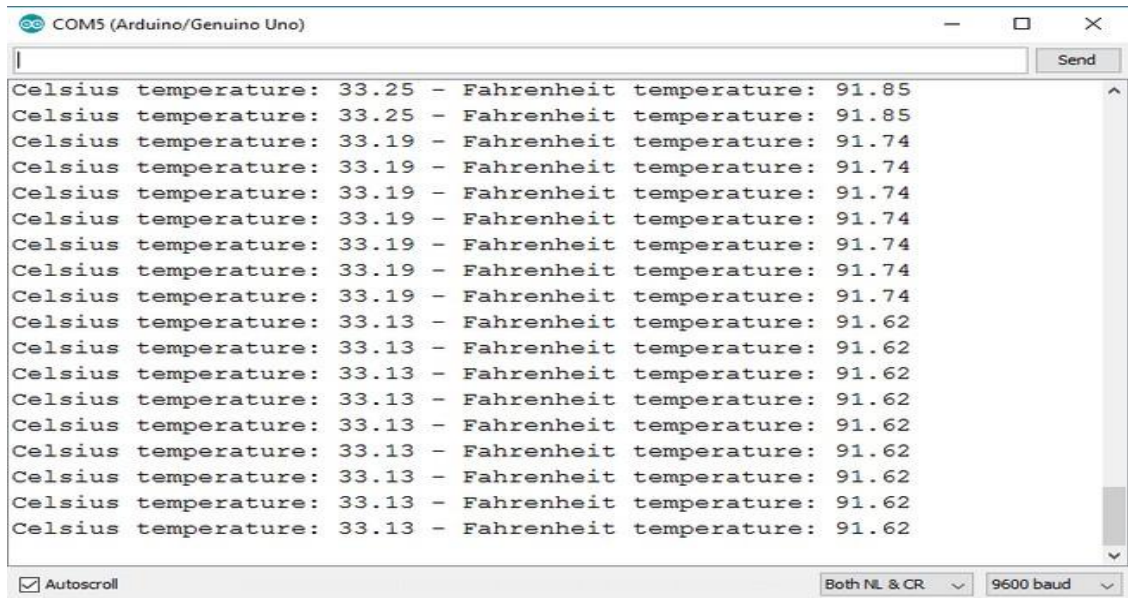 COM5 (Arduino/Genuino Uno)
Send
Celsius temperature: 33.25 - Fahrenheit temperature: 91.85
Celsius temperature: 33.25 - Fahrenheit temperature: 91.85
Celsius temperature: 33.19 - Fahrenheit temperature: 91.74
Celsius temperature: 33.19 - Fahrenheit temperature: 91.74
Celsius temperature: 33.19 - Fahrenheit temperature: 91.74
Celsius temperature: 33.19 - Fahrenheit temperature: 91.74
Celsius temperature: 33.19 - Fahrenheit temperature: 91.74
Celsius temperature: 33.19 - Fahrenheit temperature: 91.74
Celsius temperature: 33.19 - Fahrenheit temperature: 91.74
Celsius temperature: 33.13 - Fahrenheit temperature: 91.62
Celsius temperature: 33.13 - Fahrenheit temperature: 91.62
Celsius temperature: 33.13 - Fahrenheit temperature: 91.62
Celsius temperature: 33.13 - Fahrenheit temperature: 91.62
Celsius temperature: 33.13 - Fahrenheit temperature: 91.62
Celsius temperature: 33.13 - Fahrenheit temperature: 91.62
Celsius temperature: 33.13 - Fahrenheit temperature: 91.62
Celsius temperature: 33.13 - Fahrenheit temperature: 91.62
Celsius temperature: 33.13 - Fahrenheit temperature: 91.62
Autoscroll Both NL & CR 9600 baud